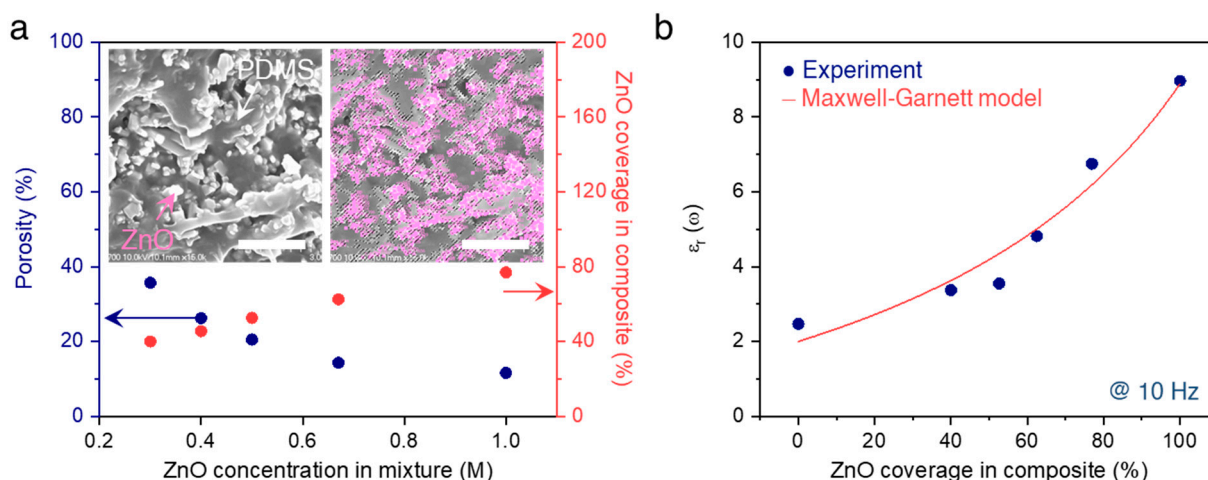 a
100
80
60
40
20
0
Porosity (%)
PDMS
ZnO
200
160
120
80
40
0
ZnO coverage in composite (%)
0.2
0.4
0.6
0.8
1.0
ZnO concentration in mixture (M)
b
10
8
6
4
2
0
εr (ω)
Experiment
Maxwell-Garnett model
@ 10 Hz
0
20
40
60
80
100
ZnO coverage in composite (%)